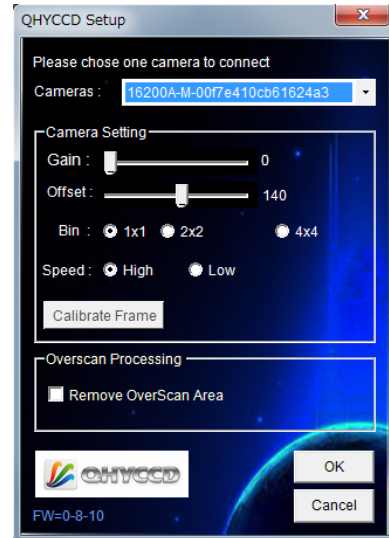 QHYCCD Setup
x
Please chose one camera to connect
Cameras : 16200A-M-00f7e410cb61624a3
Camera Setting
Gain : 0
Offset : 140
Bin : 1x1 2x2 4x4
Speed : High Low
Calibrate Frame
Overscan Processing
Remove OverScan Area
QHYCCD
OK
Cancel
FW=0-8-10